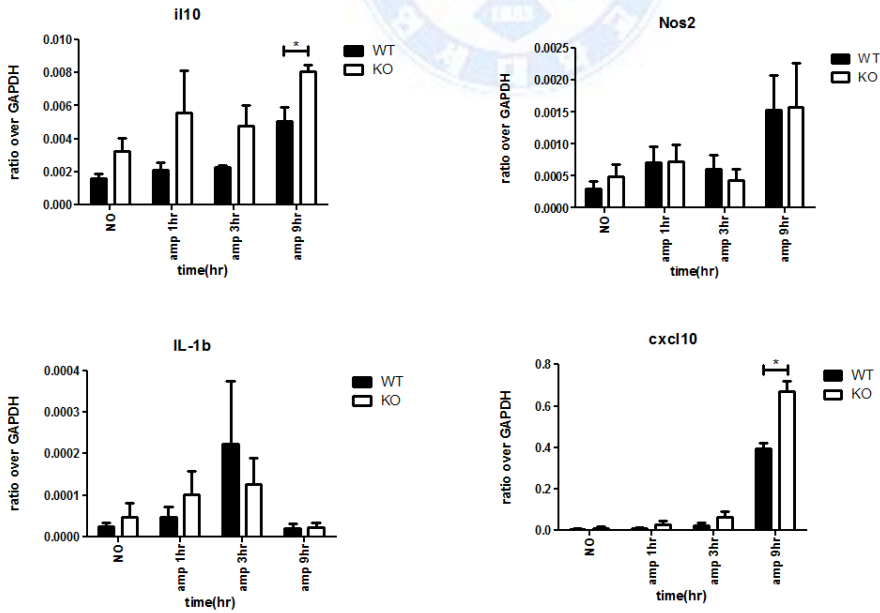 il10
ratio over GAPDH
0.010
0.008
0.006
0.004
0.002
0.000
*
WT
KO
NO
amp 1hr
amp 3hr
amp 9hr
time(hr)
Nos2
ratio over GAPDH
0.0025
0.0020
0.0015
0.0010
0.0005
0.0000
WT
KO
NO
amp 1hr
amp 3hr
amp 9hr
time(hr)
IL-1b
ratio over GAPDH
0.0004
0.0003
0.0002
0.0001
0.0000
WT
KO
NO
amp 1hr
amp 3hr
amp 9hr
time(hr)
cxcl10
ratio over GAPDH
0.8
0.6
0.4
0.2
0.0
*
WT
KO
NO
amp 1hr
amp 3hr
amp 9hr
time(hr)